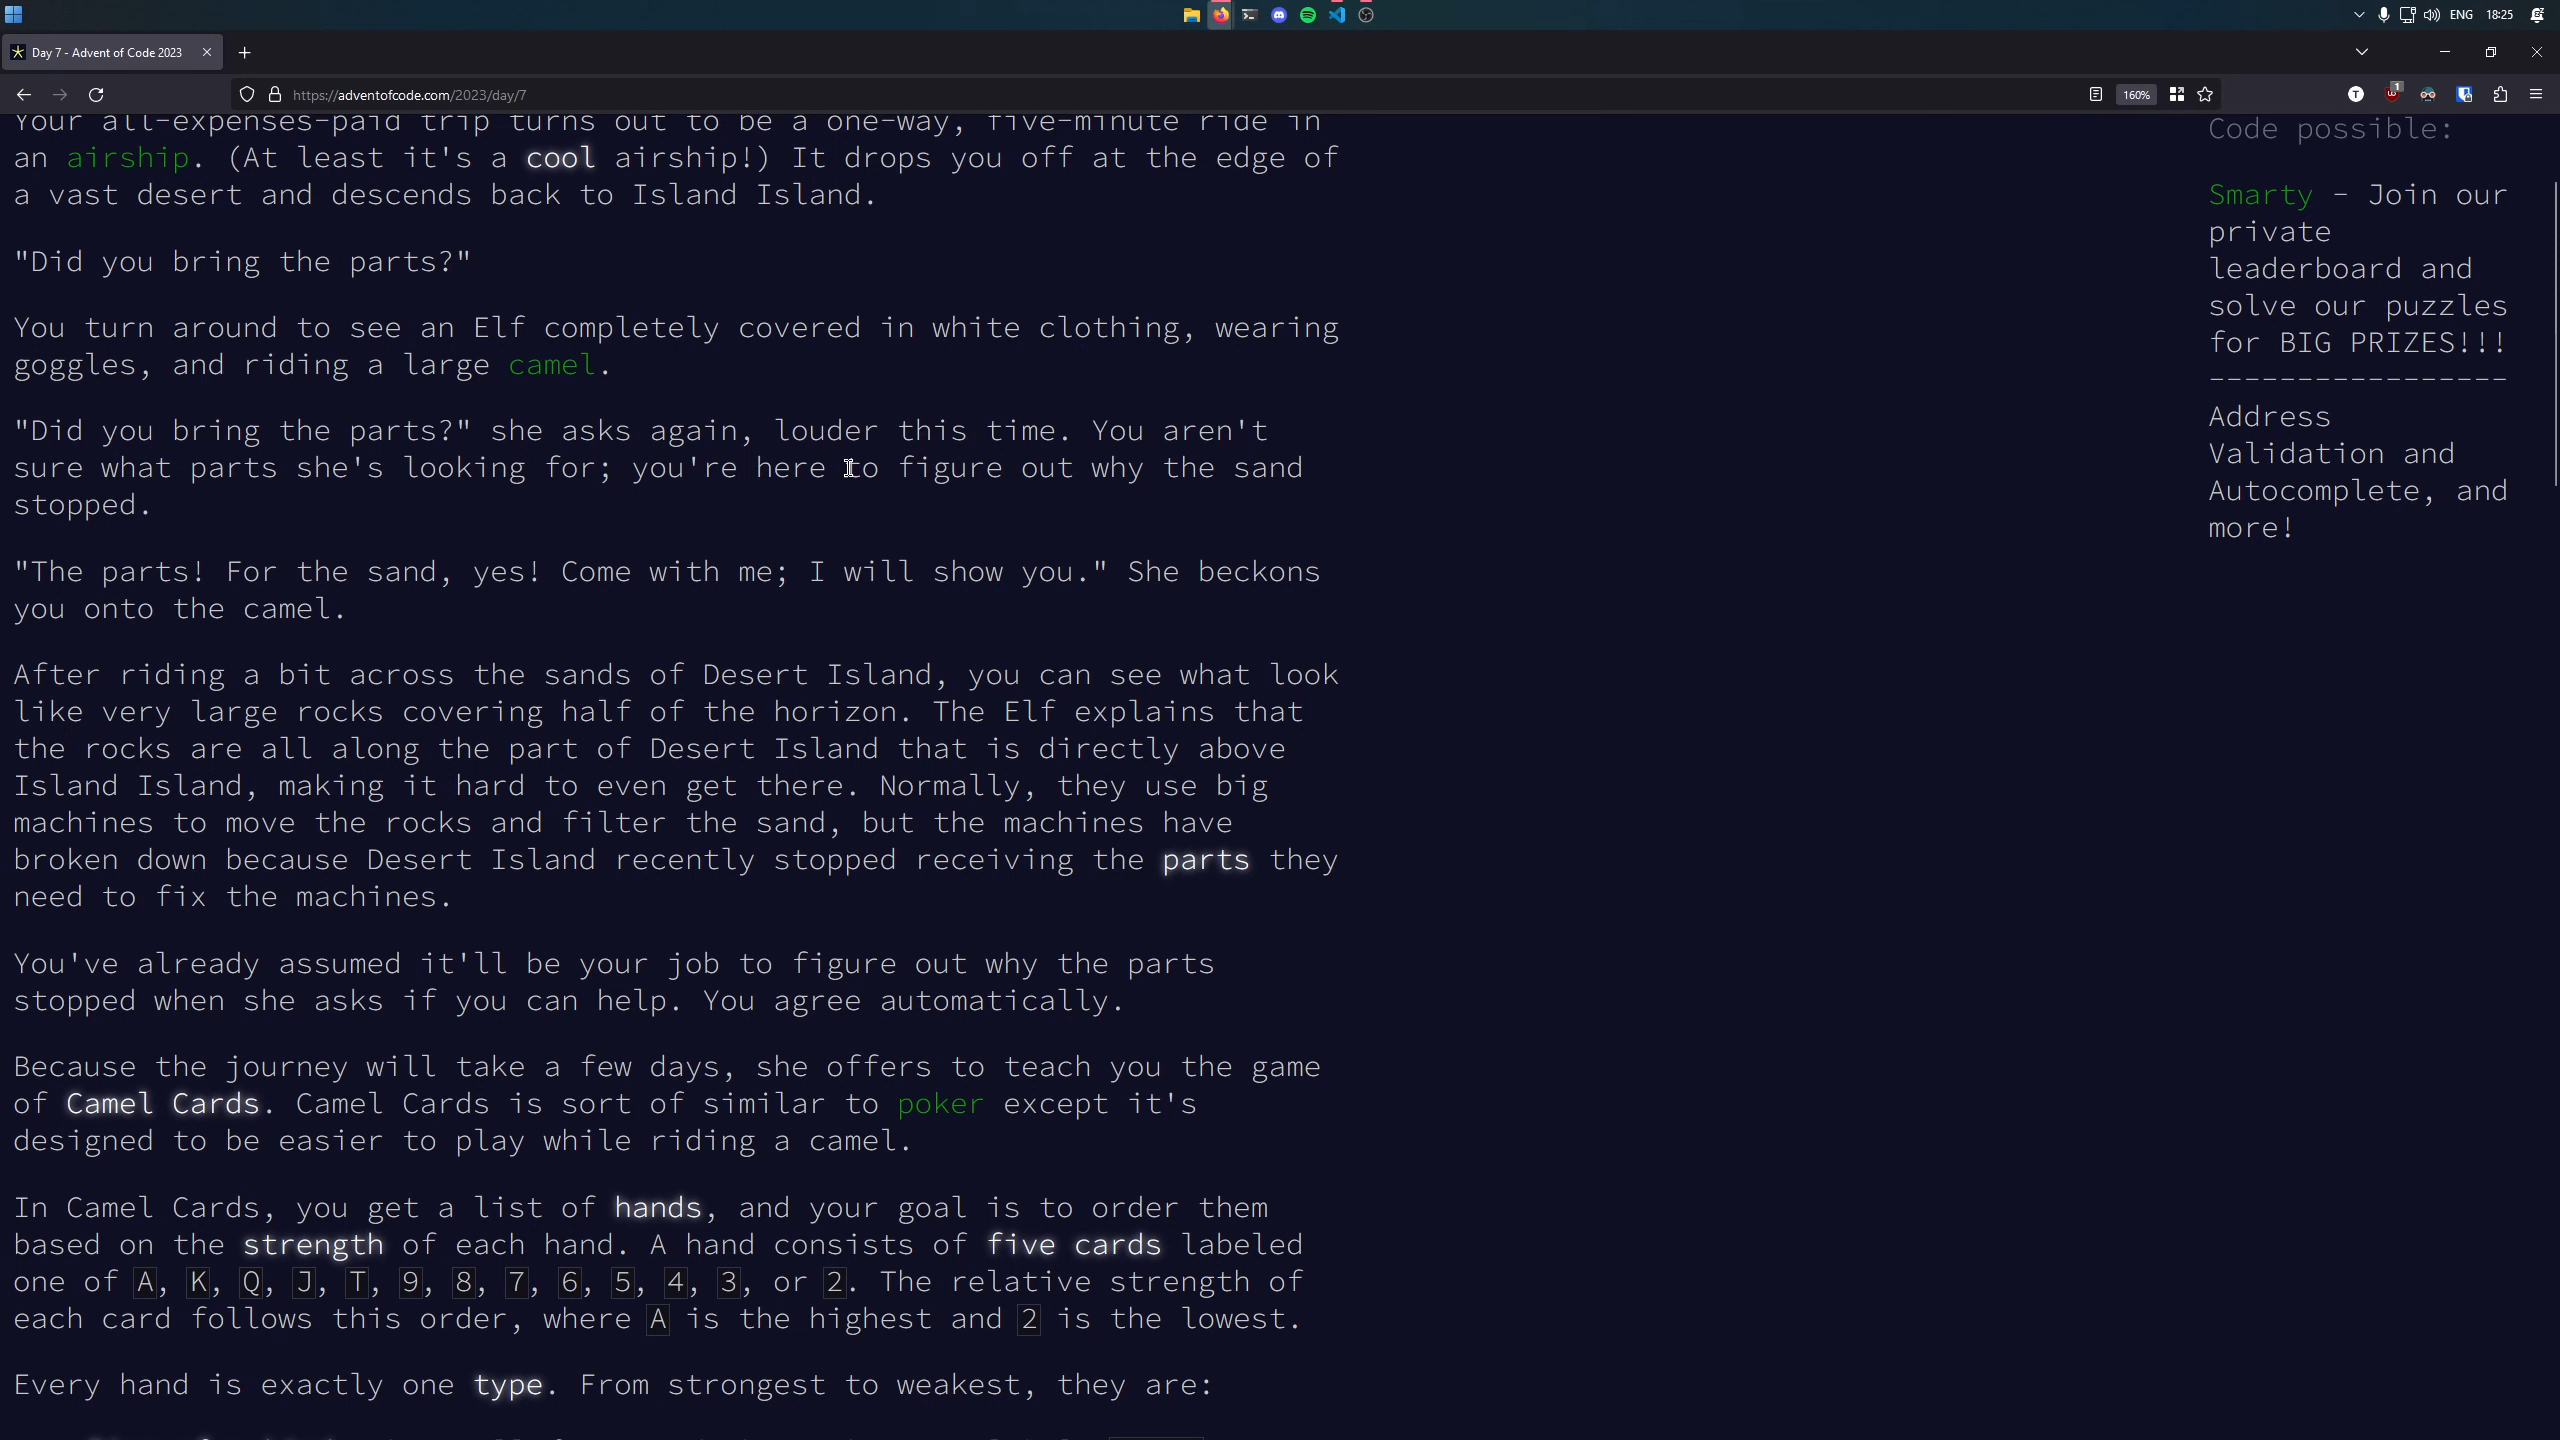 ENG
18:25
Day 7 - Advent of Code 2023
https://adventofcode.com/2023/day/7
160%
Your all-expenses-paid trip turns out to be a one-way, five-minute ride in
an airship. (At least it's a cool airship!) It drops you off at the edge of
a vast desert and descends back to Island Island.
"Did you bring the parts?"
You turn around to see an Elf completely covered in white clothing, wearing
goggles, and riding a large camel.
"Did you bring the parts?" she asks again, louder this time. You aren't
sure what parts she's looking for; you're here to figure out why the sand
stopped.
"The parts! For the sand, yes! Come with me; I will show you." She beckons
you onto the camel.
After riding a bit across the sands of Desert Island, you can see what look
like very large rocks covering half of the horizon. The Elf explains that
the rocks are all along the part of Desert Island that is directly above
Island Island, making it hard to even get there. Normally, they use big
machines to move the rocks and filter the sand, but the machines have
broken down because Desert Island recently stopped receiving the parts they
need to fix the machines.
You've already assumed it'll be your job to figure out why the parts
stopped when she asks if you can help. You agree automatically.
Because the journey will take a few days, she offers to teach you the game
of Camel Cards. Camel Cards is sort of similar to poker except it's
designed to be easier to play while riding a camel.
In Camel Cards, you get a list of hands, and your goal is to order them
based on the strength of each hand. A hand consists of five cards labeled
one of A, K, Q, J, T, 9, 8, 7, 6, 5, 4, 3, or 2. The relative strength of
each card follows this order, where A is the highest and 2 is the lowest.
Every hand is exactly one type. From strongest to weakest, they are:
Code possible:
Smarty - Join our
private
leaderboard and
solve our puzzles
for BIG PRIZES!!!
-----------------
Address
Validation and
Autocomplete, and
more!